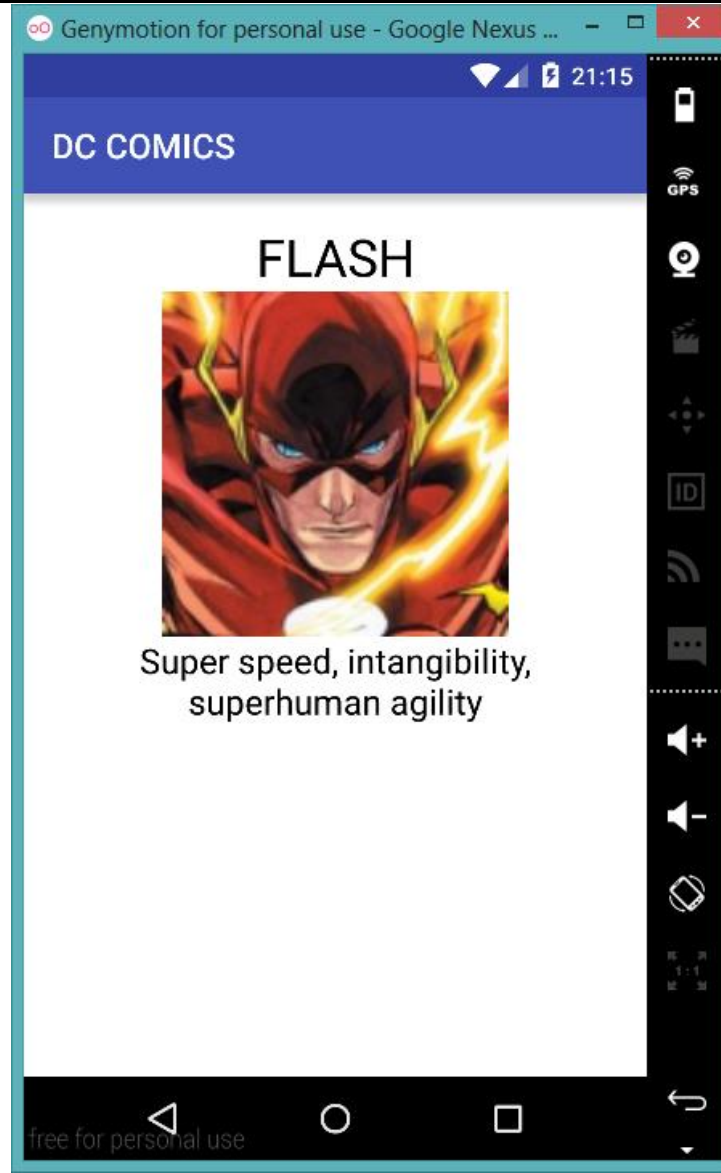 Genymotion for personal use - Google Nexus ...
21:15
DC COMICS
GPS
FLASH
ID
Super speed, intangibility,
superhuman agility
1:1
free for personal use